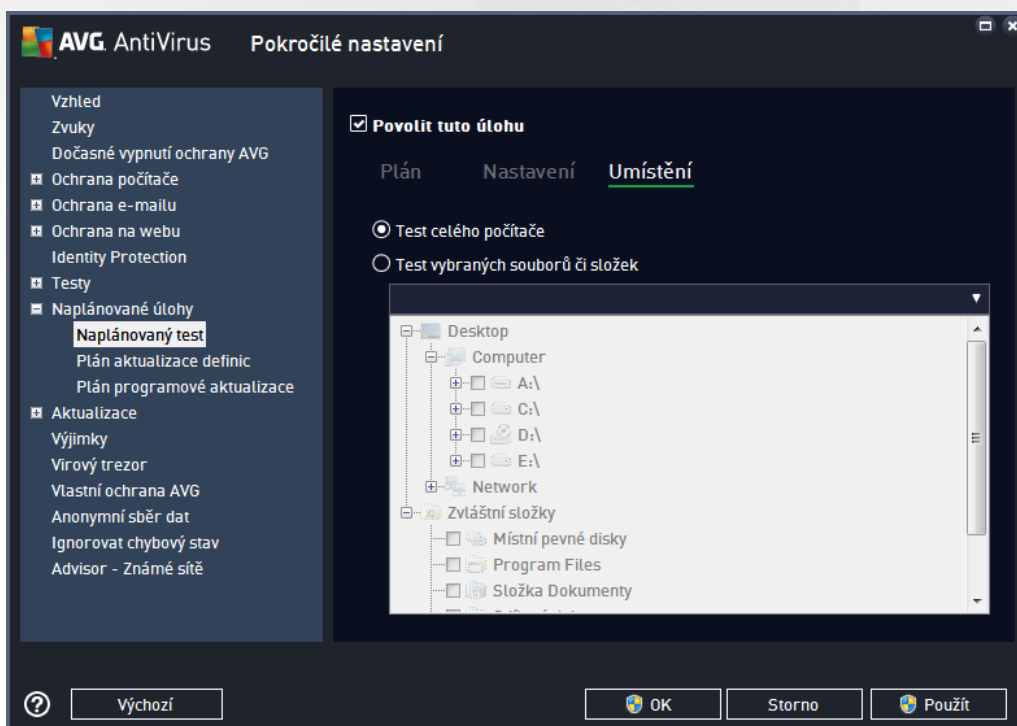 AVG. AntiVirus Pokročilé nastavení
Vzhled
Zvuky
Dočasné vypnutí ochrany AVG
Ochrana počítače
Ochrana e-mailu
Ochrana na webu
Identity Protection
Testy
Naplánované úlohy
Naplánovaný test
Plán aktualizace definic
Plán programové aktualizace
Aktualizace
Výjimky
Virový trezor
Vlastní ochrana AVG
Anonymní sběr dat
Ignorovat chybový stav
Advisor - Známé sítě
Povolit tuto úlohu
Plán Nastavení Umístění
Test celého počítače
Test vybraných souborů či složek
Desktop
Computer
A:\
C:\
D:\
E:\
Network
Zvláštní složky
Místní pevné disky
Program Files
Složka Dokumenty
Výchozí OK Storno Použít